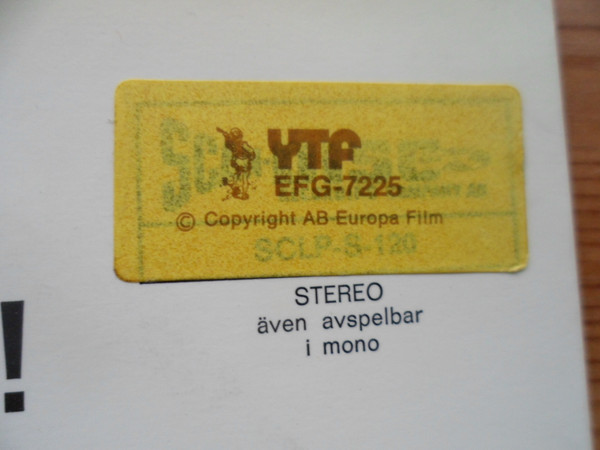 YTF
EFG-7225
© Copyright AB Europa Film
SCLP-S-120
STEREO
även avspelbar
i mono
!